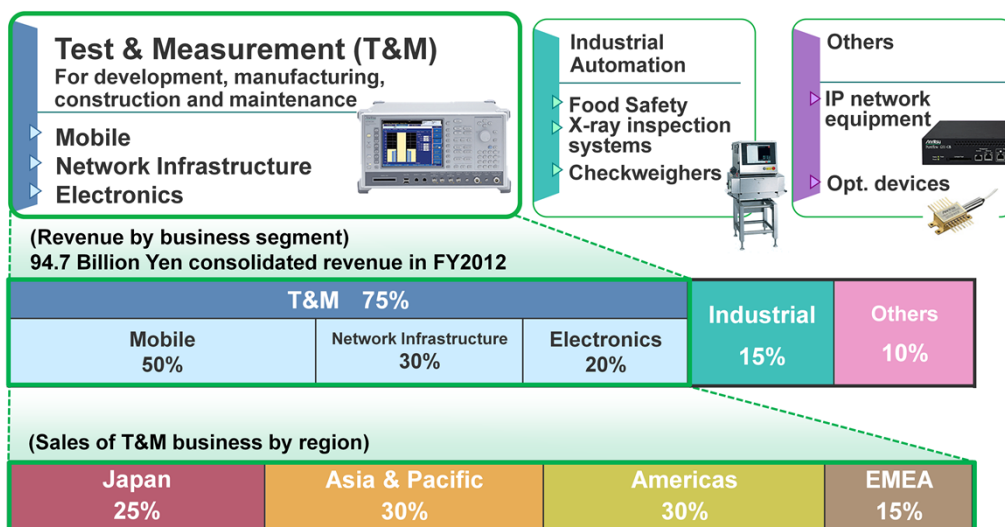 Test & Measurement (T&M)
For development, manufacturing,
construction and maintenance
Mobile
Network Infrastructure
Electronics
Industrial
Automation
Food Safety
X-ray inspection
systems
Checkweighers
Others
IP network
equipment
Anritsu
Opt. devices
(Revenue by business segment)
94.7 Billion Yen consolidated revenue in FY2012
T&M 75%
Mobile
50%
Network Infrastructure
30%
Electronics
20%
Industrial
15%
Others
10%
(Sales of T&M business by region)
Japan
25%
Asia & Pacific
30%
Americas
30%
EMEA
15%